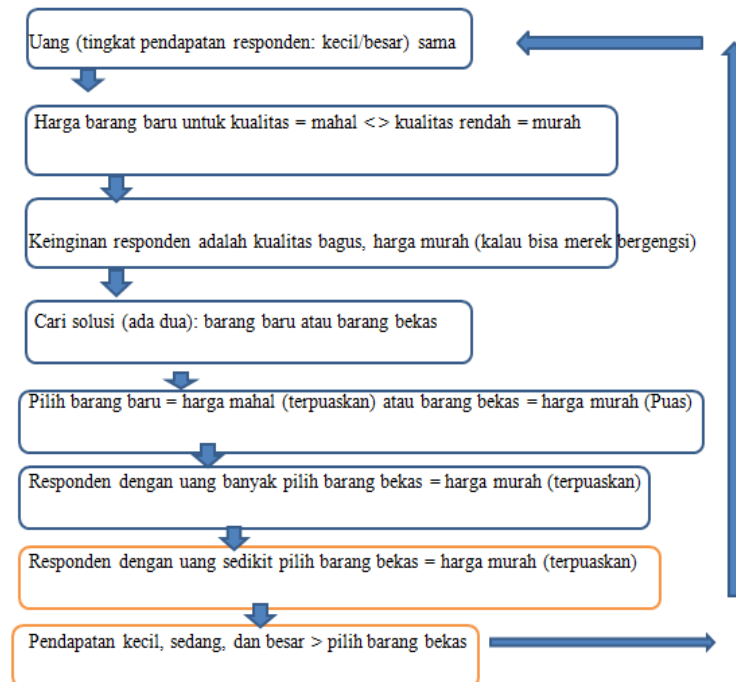 Uang (tingkat pendapatan responden: kecil/besar) sama
Harga barang baru untuk kualitas = mahal <> kualitas rendah = murah
Keinginan responden adalah kualitas bagus, harga murah (kalau bisa merek bergengsi)
Cari solusi (ada dua): barang baru atau barang bekas
Pilih barang baru = harga mahal (terpuaskan) atau barang bekas = harga murah (Puas)
Responden dengan uang banyak pilih barang bekas = harga murah (terpuaskan)
Responden dengan uang sedikit pilih barang bekas = harga murah (terpuaskan)
Pendapatan kecil, sedang, dan besar > pilih barang bekas